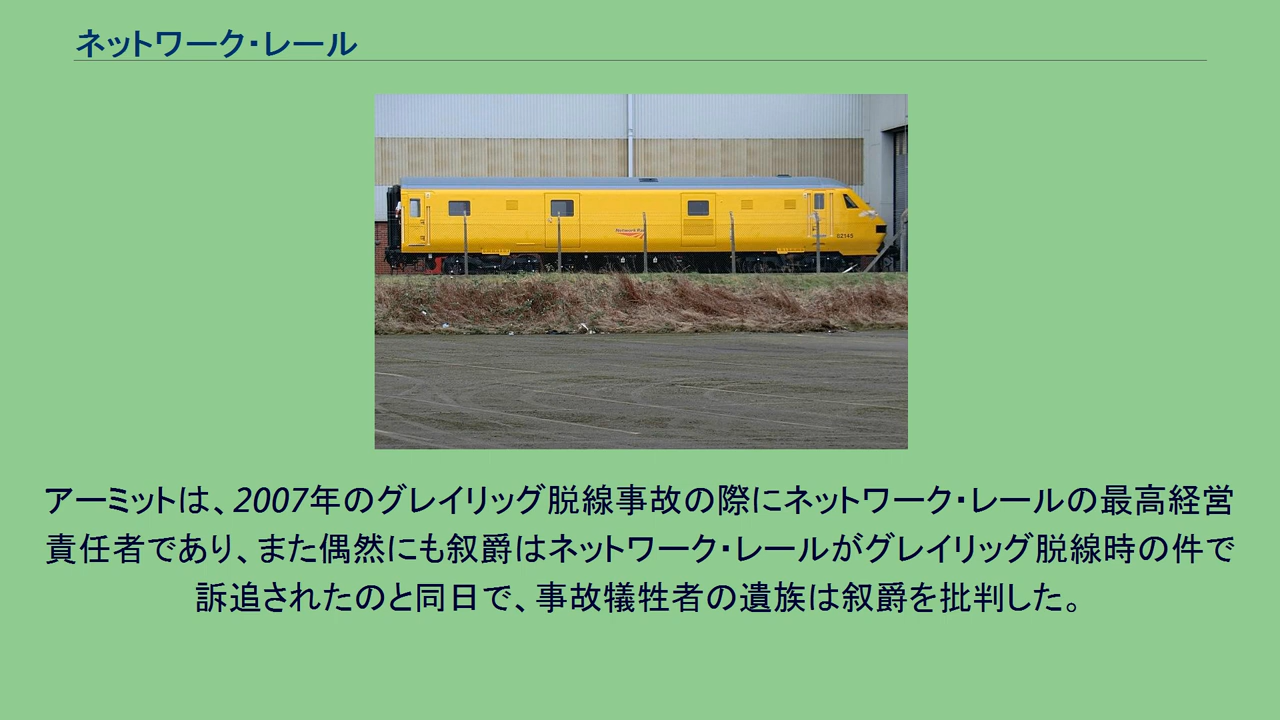 ネットワーク・レール
Network Rail
82145
アーミットは、2007年のグレイリッグ脱線事故の際にネットワーク・レールの最高経営
責任者であり、また偶然にも叙爵はネットワーク・レールがグレイリッグ脱線時の件で
訴追されたのと同日で、事故犠牲者の遺族は叙爵を批判した。